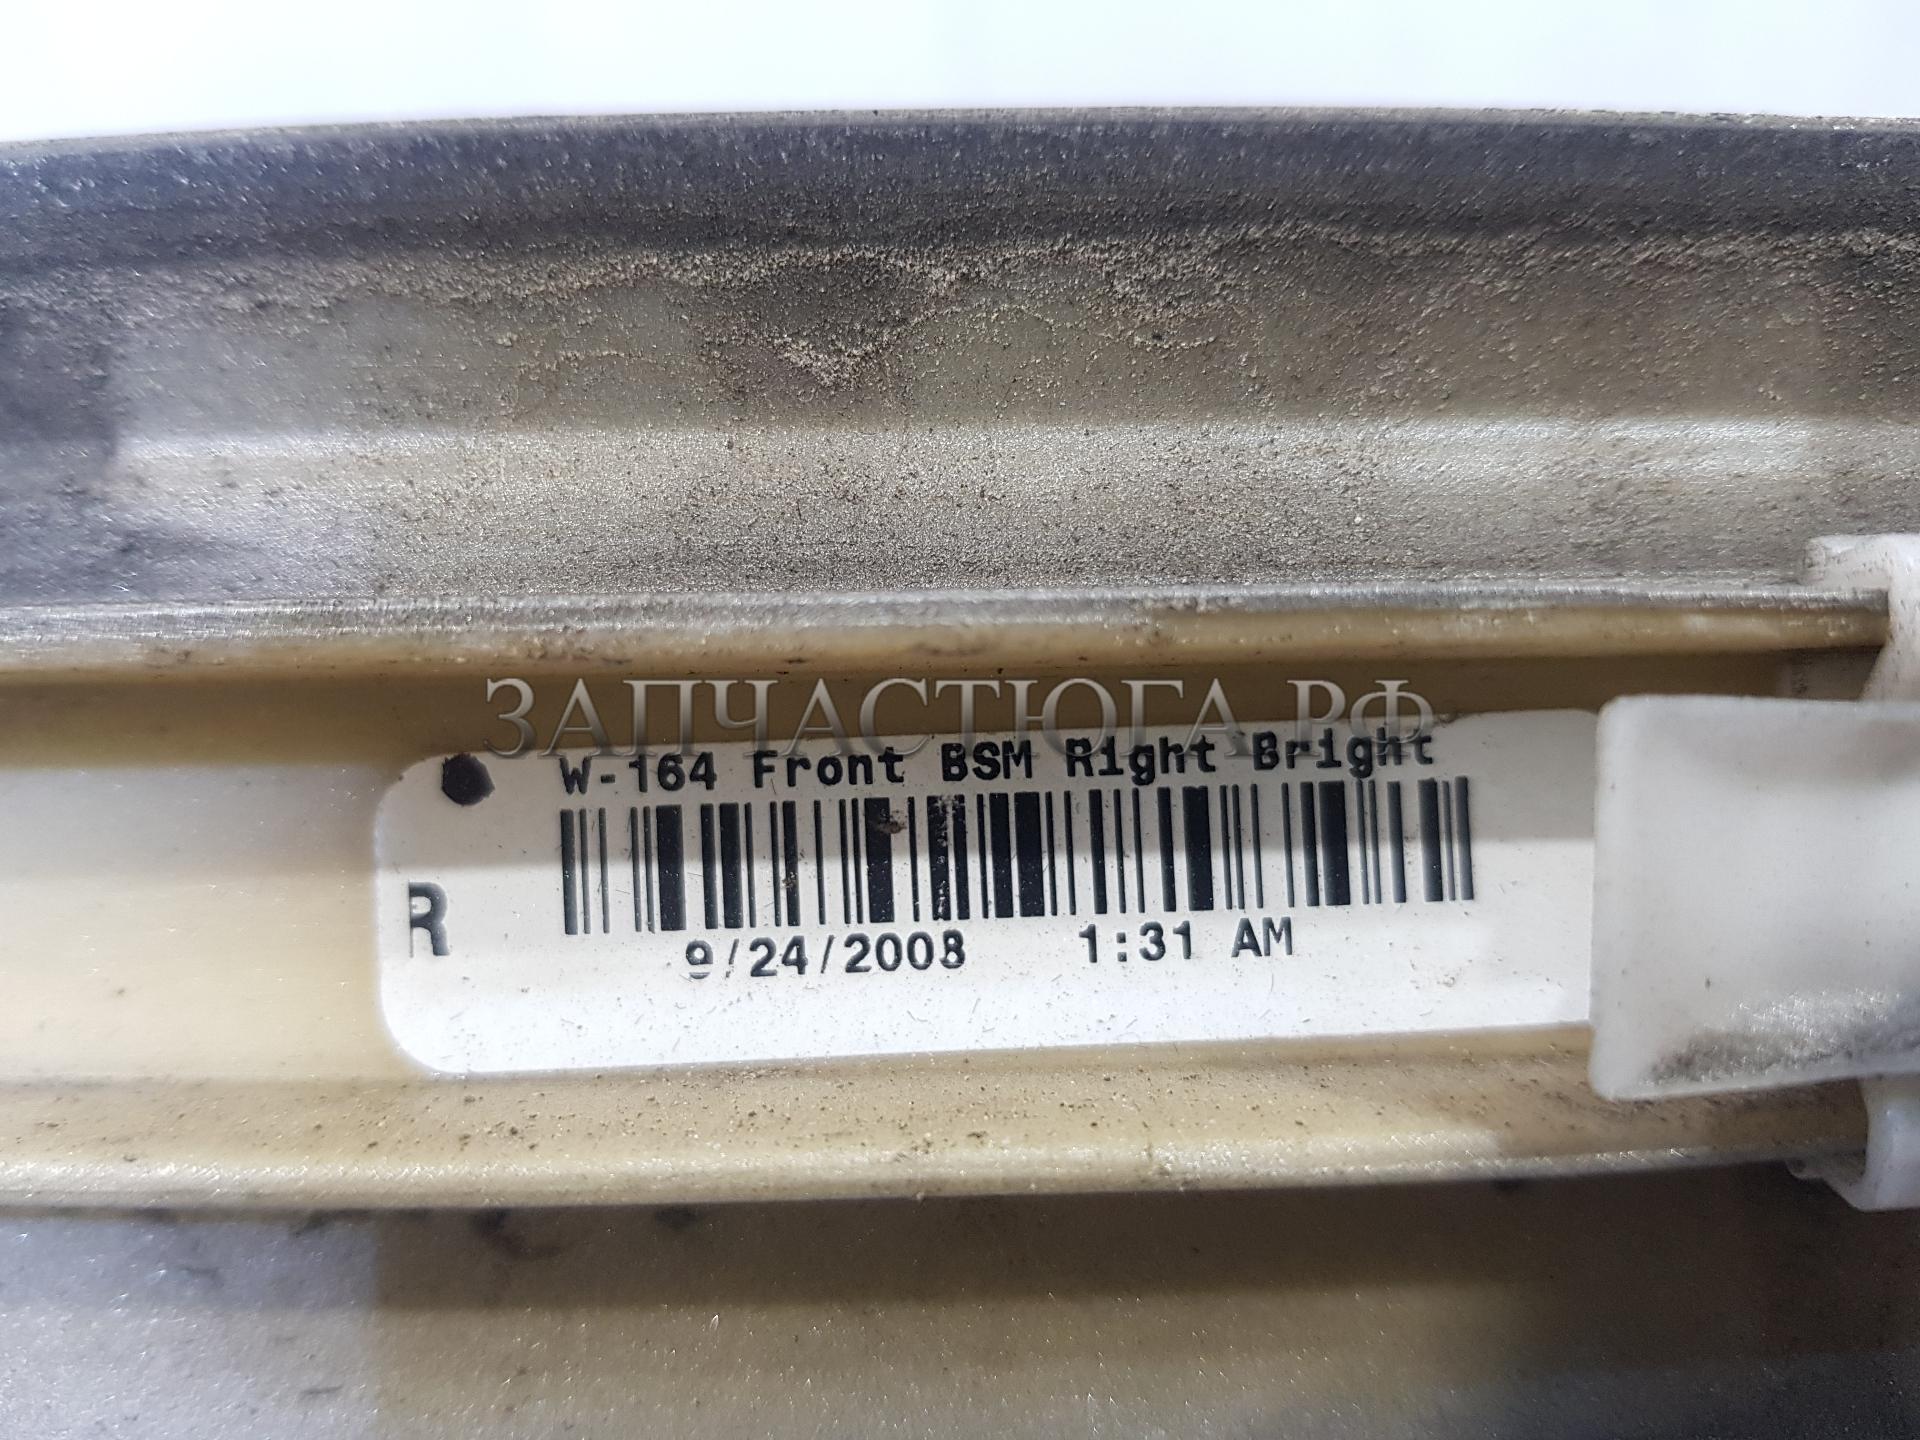 ЗАПЧАСТЮГА.РФ
W-164 Front BSM Right Bright
R
9/24/2008 1:31 AM